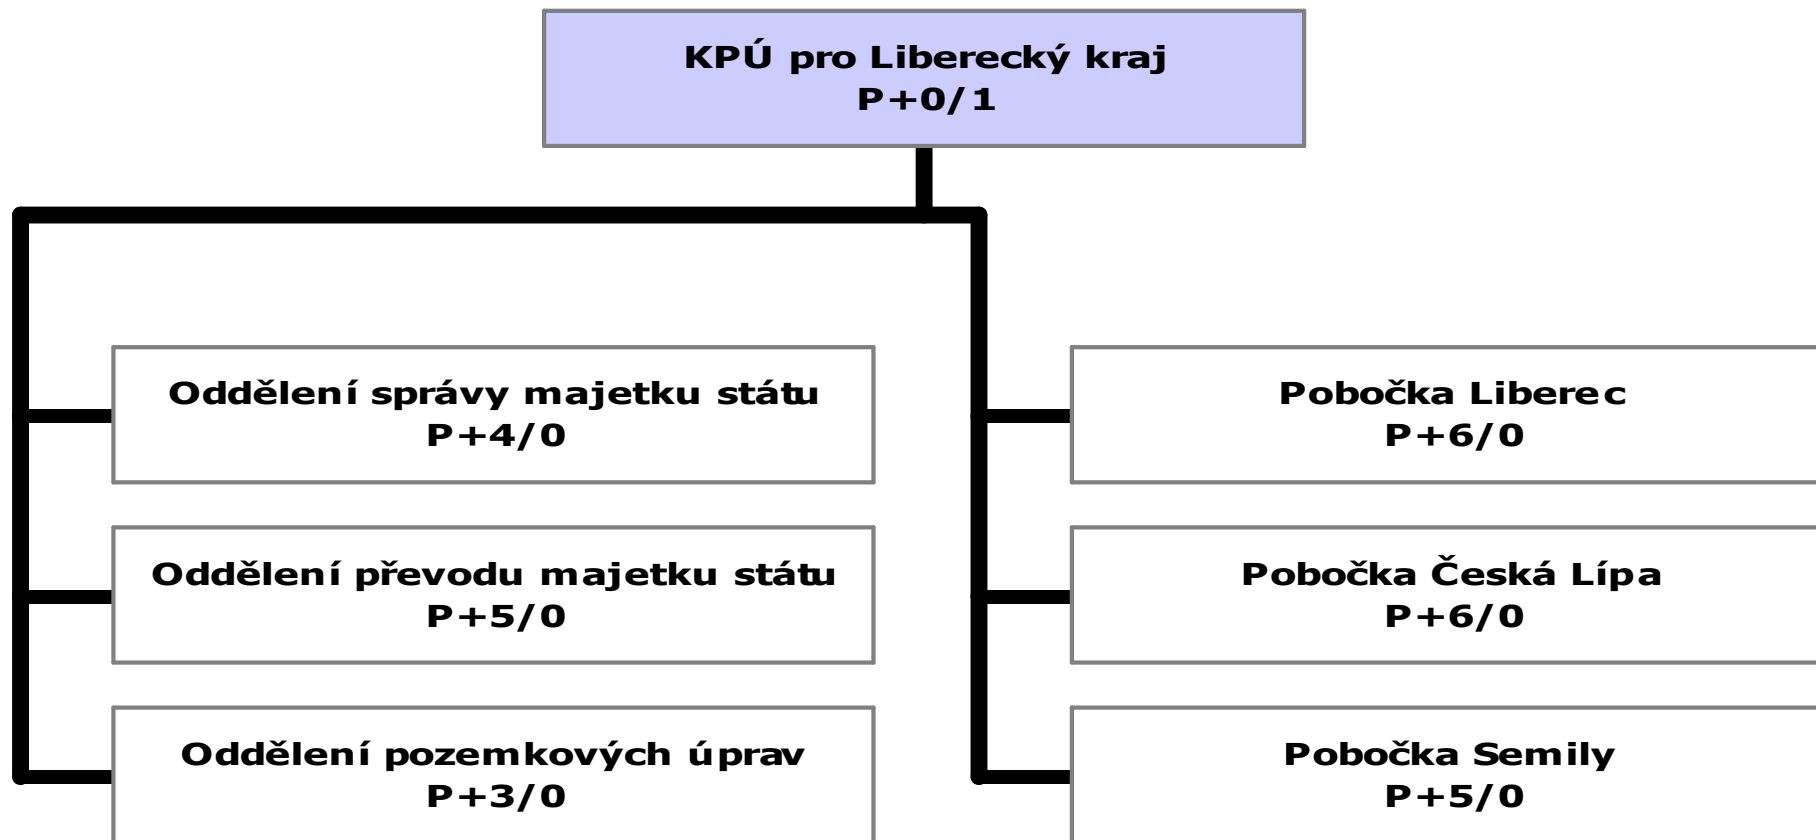 KPÚ pro Liberecký kraj
P+0/1
Oddělení správy majetku státu
P+4/0
Oddělení převodu majetku státu
P+5/0
Oddělení pozemkových úprav
P+3/0
Pobočka Liberec
P+6/0
Pobočka Česká Lípa
P+6/0
Pobočka Semily
P+5/0